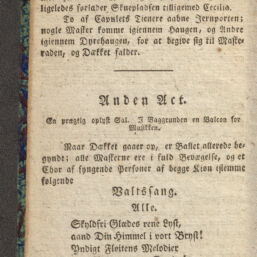 ligeledes forlader Skuepladsen tilligemed Cecilia.
To af Capulets Tienere aabne Jernporten;
nogle Masker komme igiennem Haugen, og Andre
igiennem Dyrehaugen, for at begive sig til Maske-
raden, og Dækket falder.
Anden Act.
En prægtig oplyst Sal. I Baggrunden en Balcon for
Musikken.
Naar Dækket gaaer op, er Ballet allerede be-
gyndt; alle Maskerne ere i fuld Bevægelse, og et
Chor af syngende Personer af begge Kiøn istemme
følgende
Valtssang.
Alle.
Skyldfri Glædes rene Lyst,
aand Din Himmel i vort Bryst!
Yndigt Fløitens Melodier